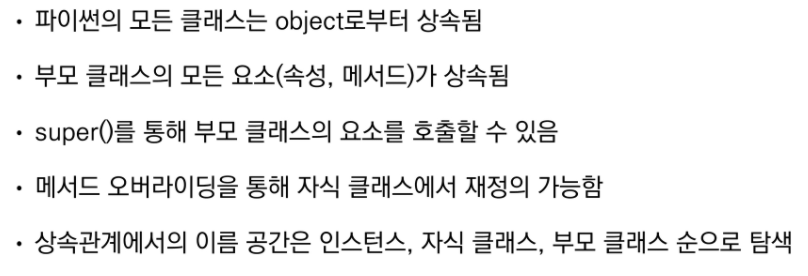 • 파이썬의 모든 클래스는 object로부터 상속됨
• 부모 클래스의 모든 요소(속성, 메서드)가 상속됨
• super()를 통해 부모 클래스의 요소를 호출할 수 있음
• 메서드 오버라이딩을 통해 자식 클래스에서 재정의 가능함
• 상속관계에서의 이름 공간은 인스턴스, 자식 클래스, 부모 클래스 순으로 탐색